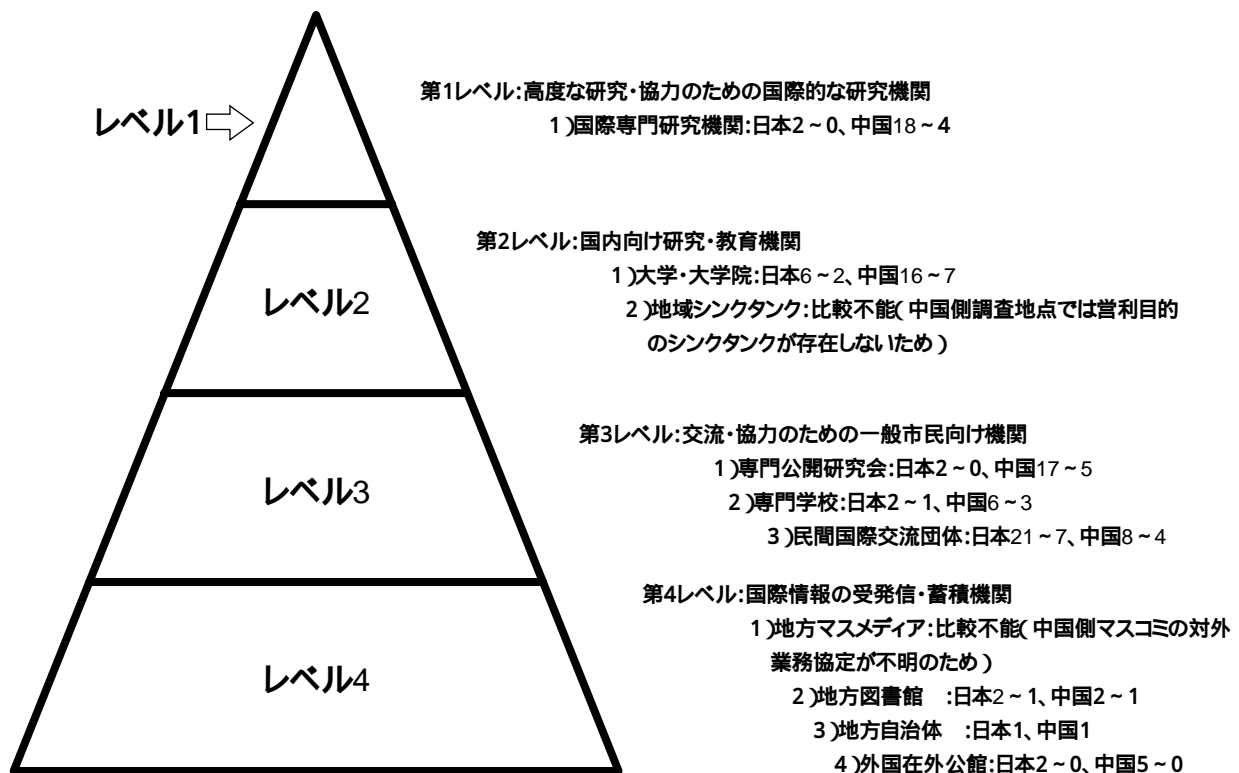 レベル1
第1レベル:高度な研究・協力のための国際的な研究機関
1)国際専門研究機関:日本2~0、中国18~4
レベル2
第2レベル:国内向け研究・教育機関
1)大学・大学院:日本6~2、中国16~7
2)地域シンクタンク:比較不能(中国側調査地点では営利目的
のシンクタンクが存在しないため)
レベル3
第3レベル:交流・協力のための一般市民向け機関
1)専門公開研究会:日本2~0、中国17~5
2)専門学校:日本2~1、中国6~3
3)民間国際交流団体:日本21~7、中国8~4
レベル4
第4レベル:国際情報の受発信・蓄積機関
1)地方マスメディア:比較不能(中国側マスコミの対外
業務協定が不明のため)
2)地方図書館 :日本2~1、中国2~1
3)地方自治体 :日本1、中国1
4)外国在外公館:日本2~0、中国5~0